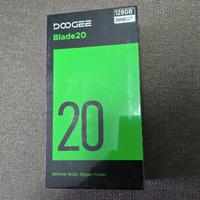 DOOGEE
Blade20
128GB
20
Slimmer Body, Bigger Power